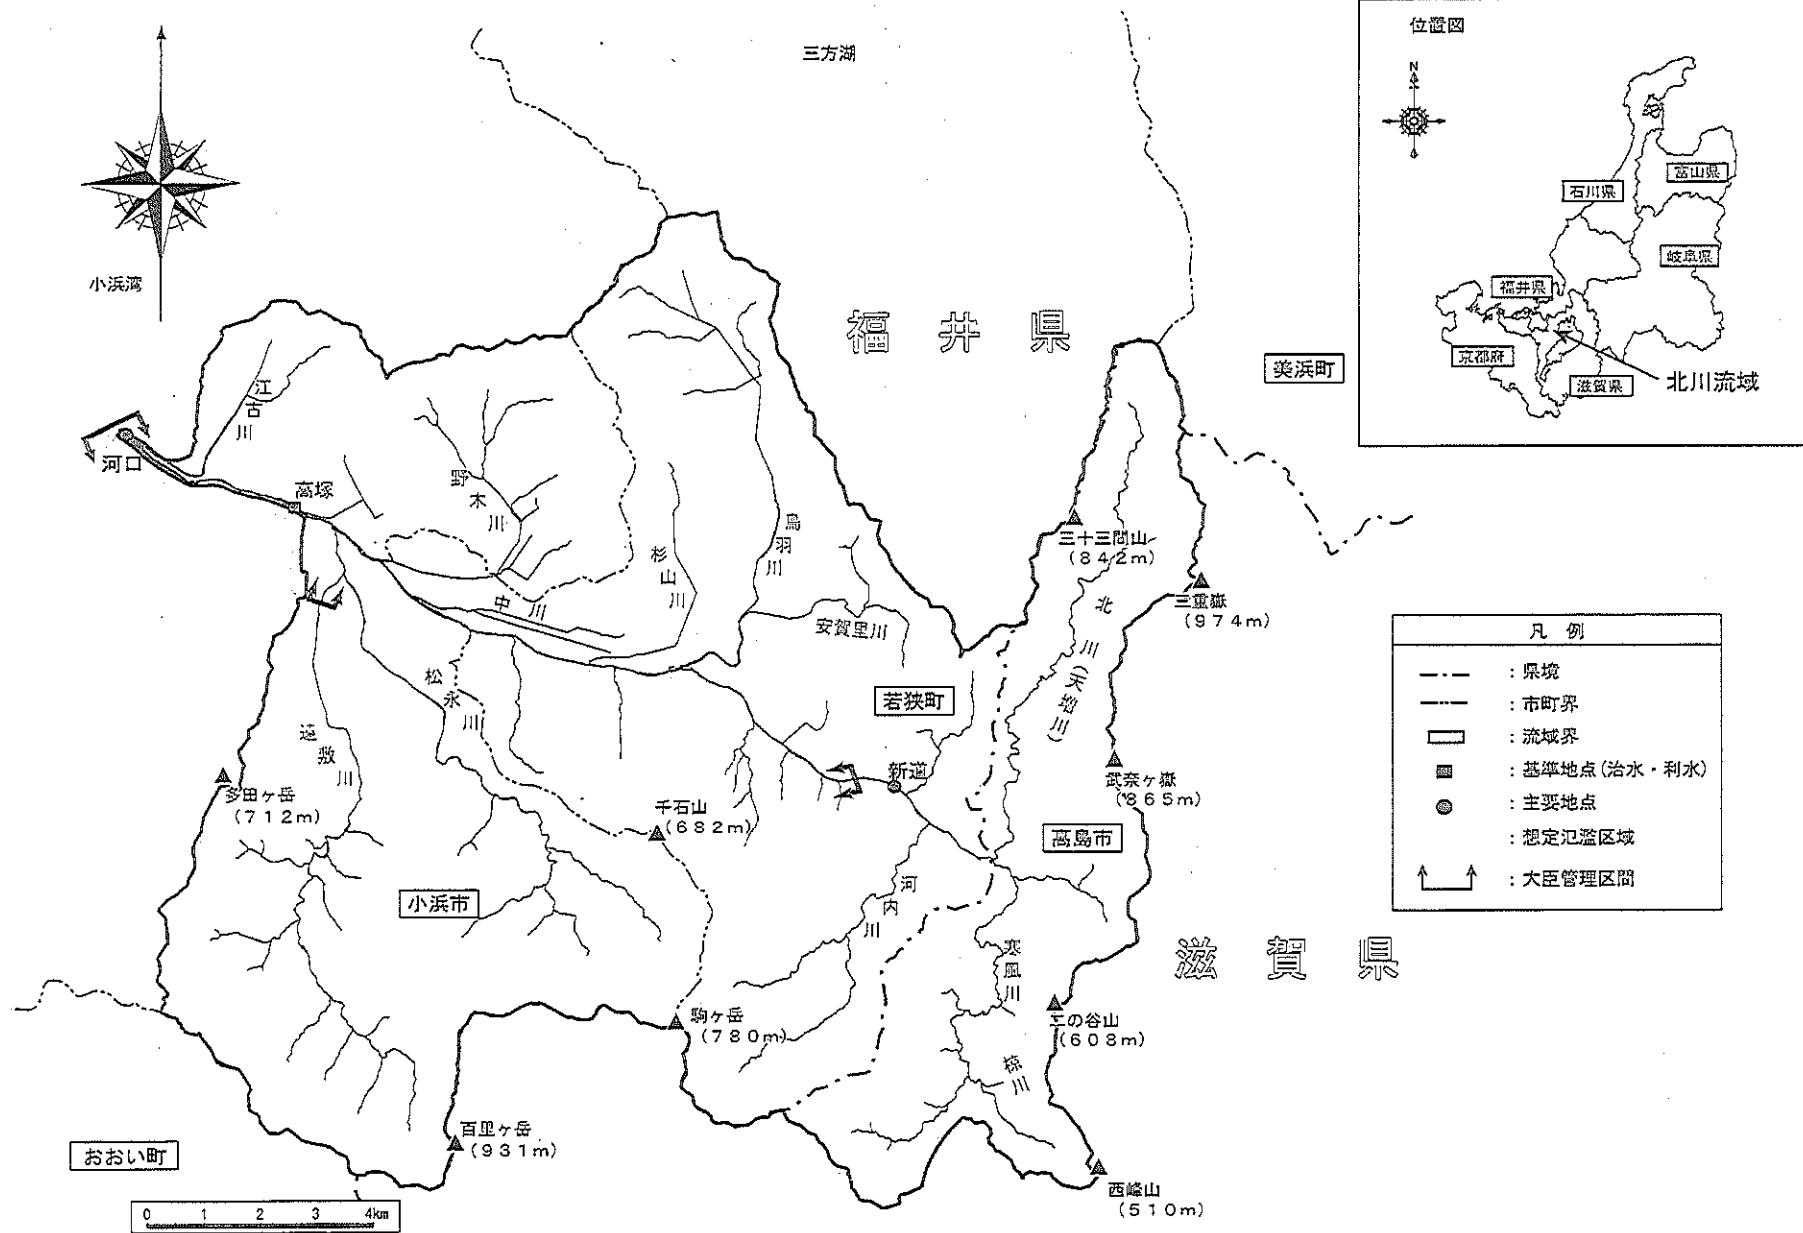 三方湖
小浜湾
福井県
美浜町
江古川
河口
高塚
野木川
杉山川
鳥羽川
中川
安賀里川
三十三間山
(842m)
三重嶽
(974m)
北川(天増川)
松永川
遠敷川
若狭町
新道
武奈ヶ嶽
(865m)
多田ヶ岳
(712m)
千石山
(682m)
高島市
小浜市
河内川
寒風川
滋賀県
駒ヶ岳
(780m)
二の谷山
(608m)
椋川
百里ヶ岳
(931m)
おおい町
西峰山
(510m)
0 1 2 3 4km
位置図
N
石川県
富山県
岐阜県
福井県
京都府
滋賀県
北川流域
凡 例
:県境
:市町界
:流域界
:基準地点(治水・利水)
:主要地点
:想定氾濫区域
:大臣管理区間